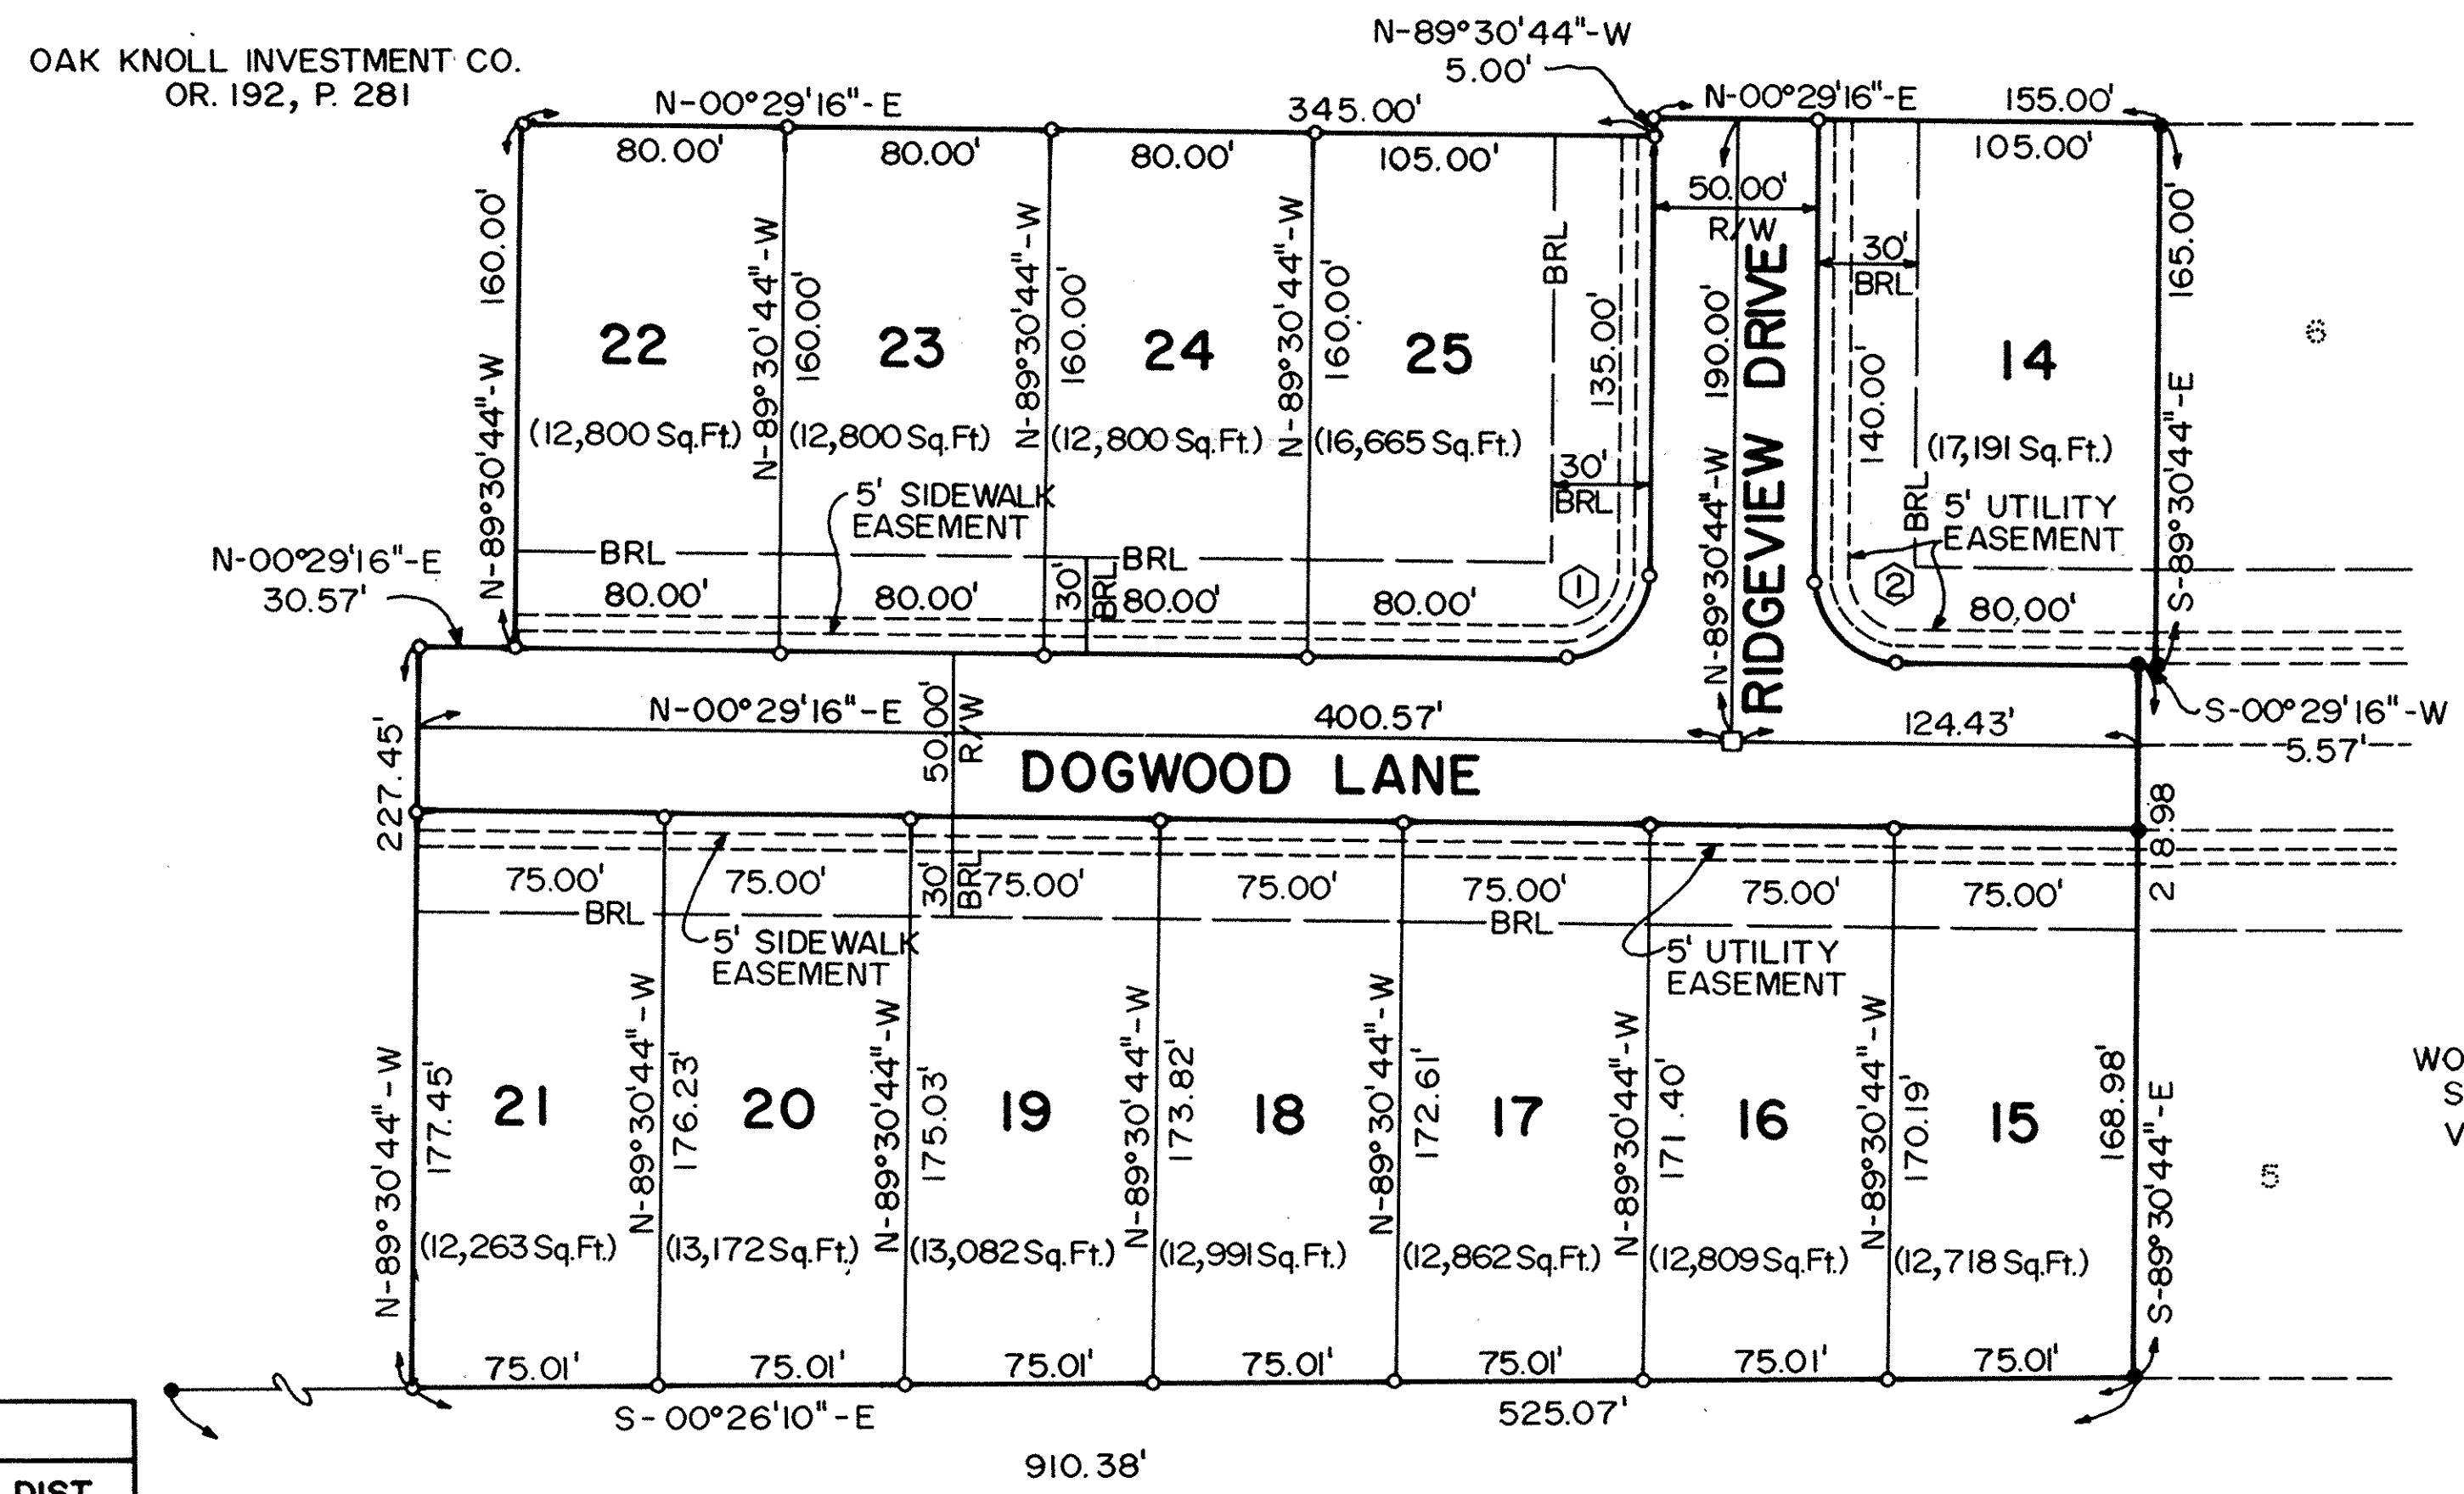 OAK KNOLL INVESTMENT CO.
OR. 192, P. 281
N-89°30'44"-W
5.00'
N-00°29'16"-E
345.00'
N-00°29'16"-E
155.00'
80.00'
80.00'
80.00'
105.00'
105.00'
50.00'
R/W
30'
BRL
N-89°30'44"-W 160.00'
N-89°30'44"-W
160.00'
N-89°30'44"-W
160.00'
N-89°30'44"-W
160.00'
BRL
135.00'
N-89°30'44"-W 190.00'
RIDGEVIEW DRIVE
140.00'
BRL
165.00'
S-89°30'44"-E
6
22
23
24
25
14
(12,800 Sq.Ft.)
(12,800 Sq.Ft.)
(12,800 Sq.Ft.)
(16,665 Sq.Ft.)
(17,191 Sq.Ft.)
30'
BRL
5' SIDEWALK
EASEMENT
5' UTILITY
EASEMENT
N-00°29'16"-E
30.57'
BRL
BRL
30'
BRL
1
2
80.00'
80.00'
80.00'
80.00'
80.00'
N-00°29'16"-E
400.57'
124.43'
S-00°29'16"-W
5.57'
50.00'
R/W
DOGWOOD LANE
227.45'
218.98
75.00'
75.00'
30'
BRL
75.00'
75.00'
75.00'
75.00'
75.00'
BRL
BRL
5' SIDEWALK
EASEMENT
5' UTILITY
EASEMENT
N-89°30'44"-W
177.45'
N-89°30'44"-W
176.23'
N-89°30'44"-W
175.03'
N-89°30'44"-W
173.82'
N-89°30'44"-W
172.61'
N-89°30'44"-W
171.40'
N-89°30'44"-W
170.19'
168.98'
S-89°30'44"-E
WO
S
V
5
21
20
19
18
17
16
15
(12,263 Sq.Ft.)
(13,172 Sq.Ft.)
(13,082 Sq.Ft.)
(12,991 Sq.Ft.)
(12,862 Sq.Ft.)
(12,809 Sq.Ft.)
(12,718 Sq.Ft.)
75.01'
75.01'
75.01'
75.01'
75.01'
75.01'
75.01'
S-00°26'10"-E
525.07'
910.38'
DIST.